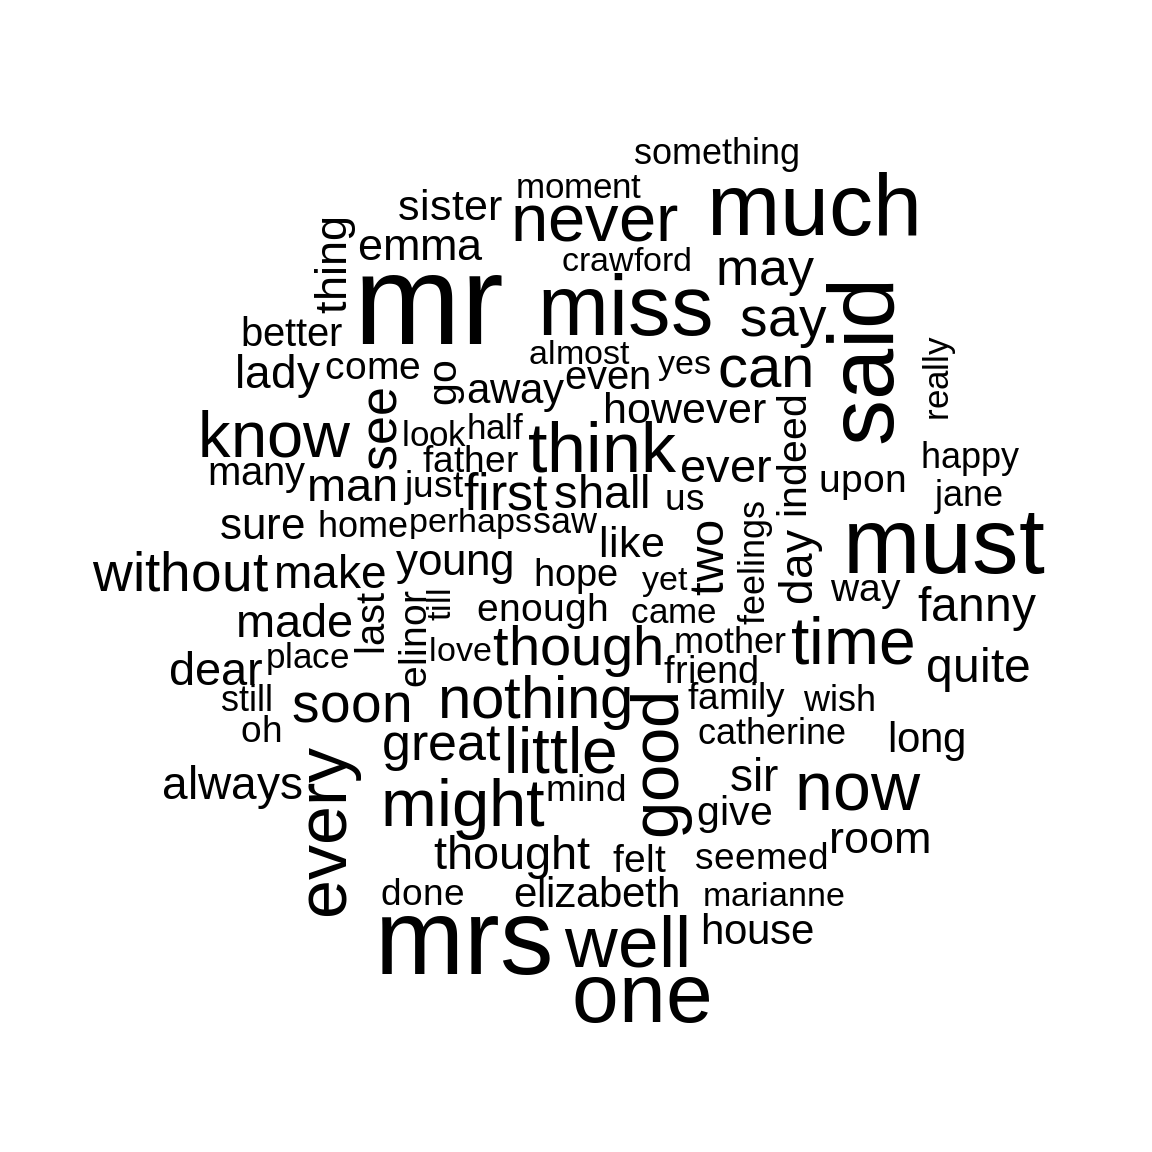 something
moment
sister
never
much
thing
emma
crawford
may
mr
miss
said
say
better
almost
yes
can
really
lady
come
go
away
even
see
however
indeed
know
look
half
think
father
ever
happy
many
man
just
first
shall
us
upon
jane
sure
home
perhaps
saw
like
two
feelings
day
must
without
make
young
hope
yet
way
fanny
made
last
elinor
till
enough
came
mother
time
dear
place
love
though
friend
quite
still
soon
nothing
good
family
wish
oh
great
little
catherine
long
always
every
might
mind
sir
now
give
thought
felt
seemed
room
done
elizabeth
marianne
mrs
well
house
one